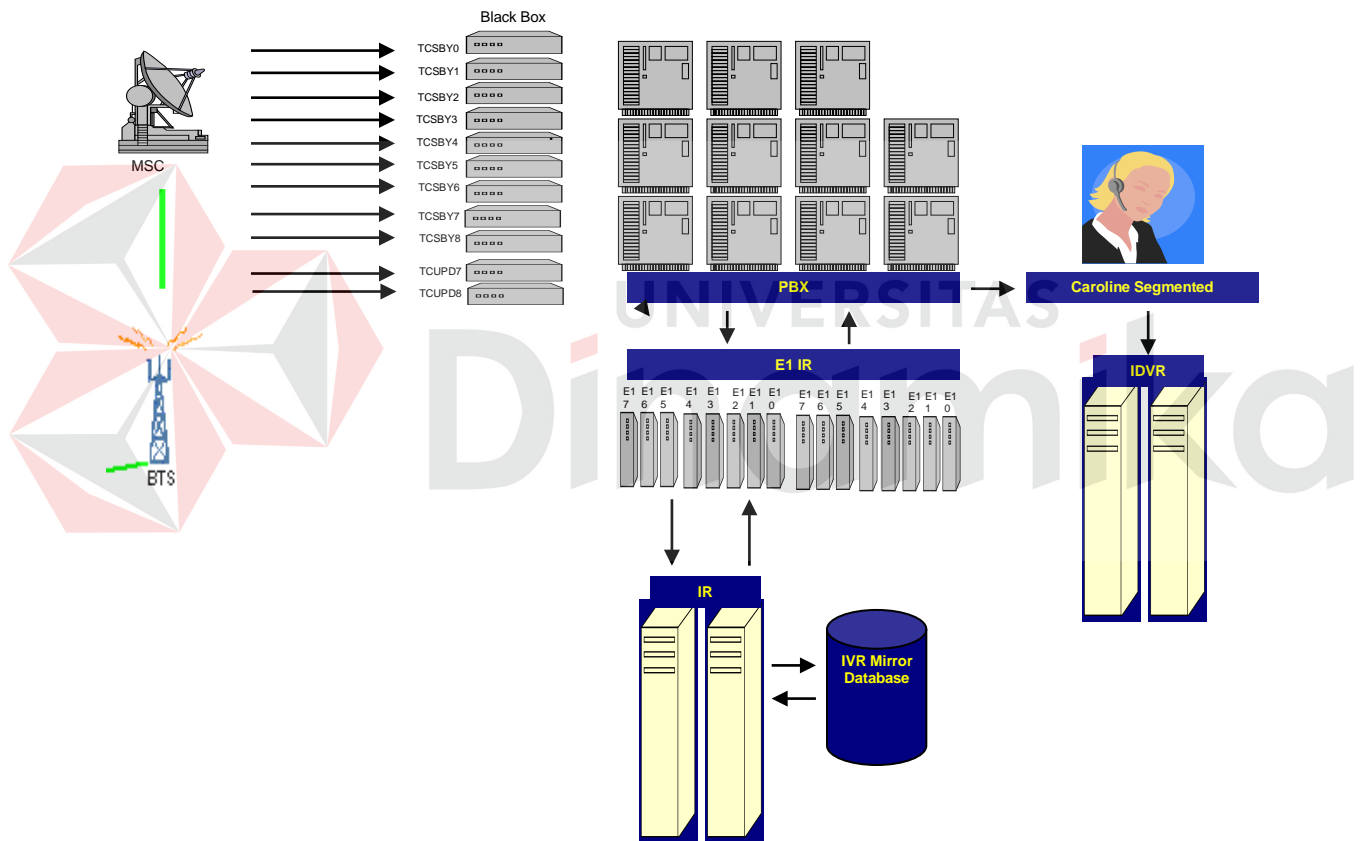 Black Box
TCSBY0
TCSBY1
TCSBY2
TCSBY3
TCSBY4
TCSBY5
TCSBY6
TCSBY7
TCSBY8
TCUPD7
TCUPD8
MSC
BTS
PBX
Caroline Segmented
UNIVERSITAS
Dinamika
E1 IR
IDVR
E1 E1 E1 E1 E1 E1 E1 E1 E1 E1 E1 E1 E1 E1 E1 E1
7 6 5 4 3 2 1 0 7 6 5 4 3 2 1 0
IR
IVR Mirror
Database